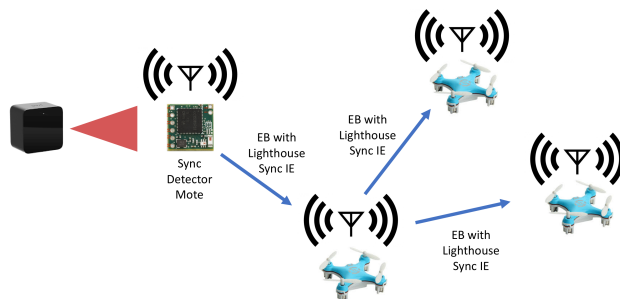 Sync
Detector
Mote
EB with
Lighthouse
Sync IE
EB with
Lighthouse
Sync IE
EB with
Lighthouse
Sync IE